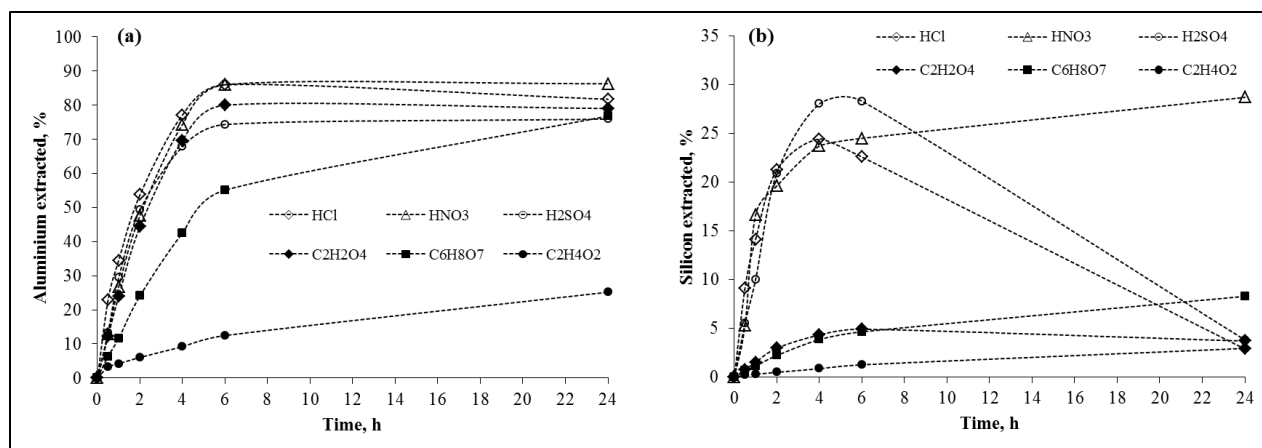 (a)
Aluminium extracted, %
100
90
80
70
60
50
40
30
20
10
0
HCl HNO3 H2SO4
C2H2O4 C6H8O7 C2H4O2
0 2 4 6 8 10 12 14 16 18 20 22 24
Time, h
(b)
Silicon extracted, %
35
30
25
20
15
10
5
0
HCl HNO3 H2SO4
C2H2O4 C6H8O7 C2H4O2
0 2 4 6 8 10 12 14 16 18 20 22 24
Time, h